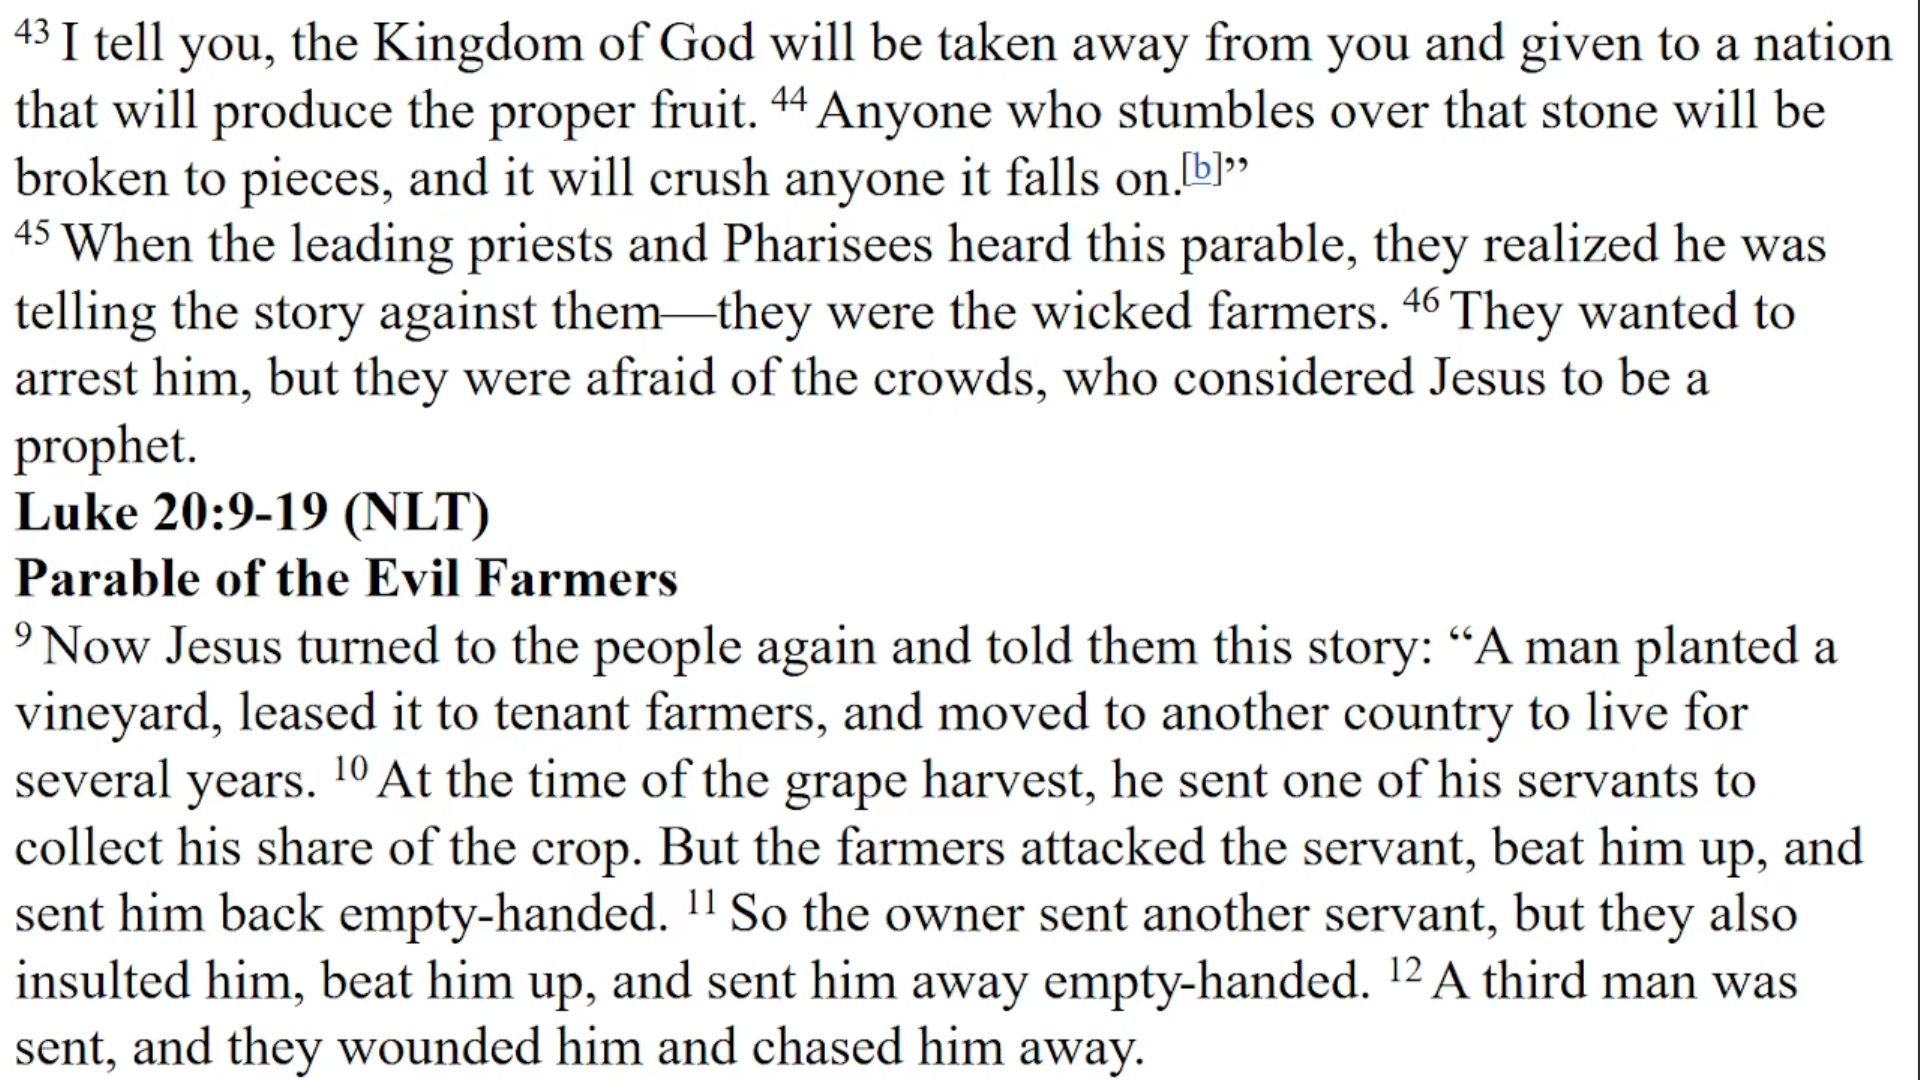 43 I tell you, the Kingdom of God will be taken away from you and given to a nation
that will produce the proper fruit. 44 Anyone who stumbles over that stone will be
broken to pieces, and it will crush anyone it falls on.[b]”
45 When the leading priests and Pharisees heard this parable, they realized he was
telling the story against them—they were the wicked farmers. 46 They wanted to
arrest him, but they were afraid of the crowds, who considered Jesus to be a
prophet.
Luke 20:9-19 (NLT)
Parable of the Evil Farmers
9 Now Jesus turned to the people again and told them this story: “A man planted a
vineyard, leased it to tenant farmers, and moved to another country to live for
several years. 10 At the time of the grape harvest, he sent one of his servants to
collect his share of the crop. But the farmers attacked the servant, beat him up, and
sent him back empty-handed. 11 So the owner sent another servant, but they also
insulted him, beat him up, and sent him away empty-handed. 12 A third man was
sent, and they wounded him and chased him away.